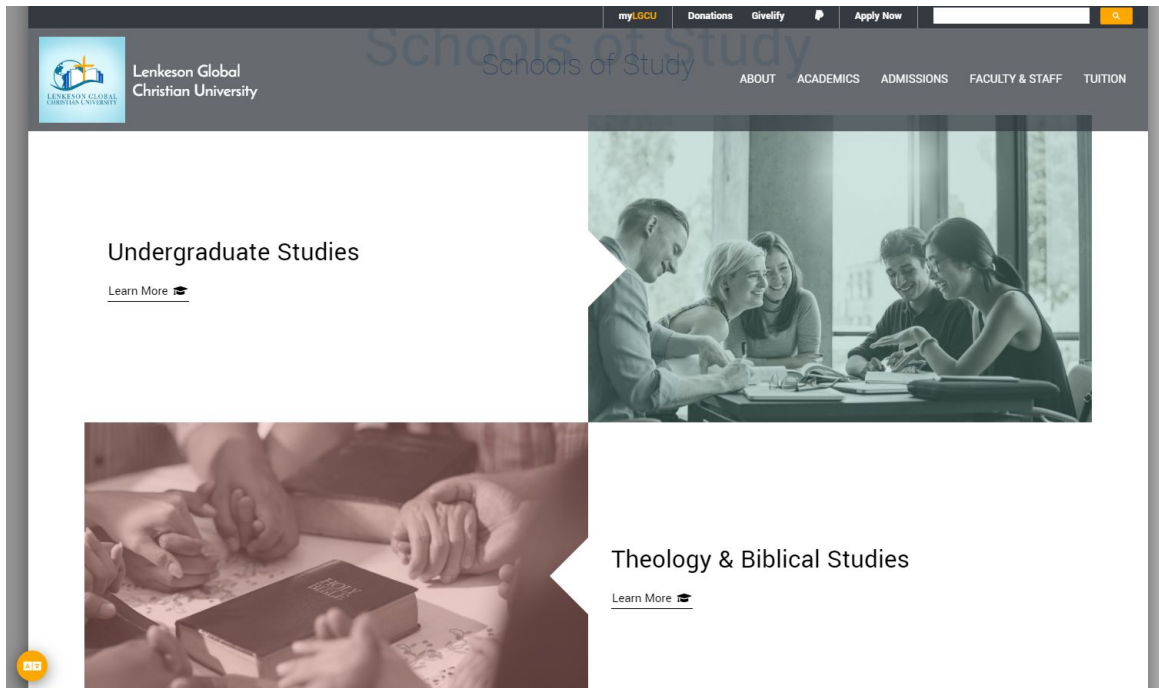 myLGCU
Donations
Givelify
Apply Now
Schools of Study
Schools of Study
LENKESON GLOBAL
CHRISTIAN UNIVERSITY
Lenkeson Global
Christian University
ABOUT
ACADEMICS
ADMISSIONS
FACULTY & STAFF
TUITION
Undergraduate Studies
Learn More
HOLY
BIBLE
Theology & Biblical Studies
Learn More